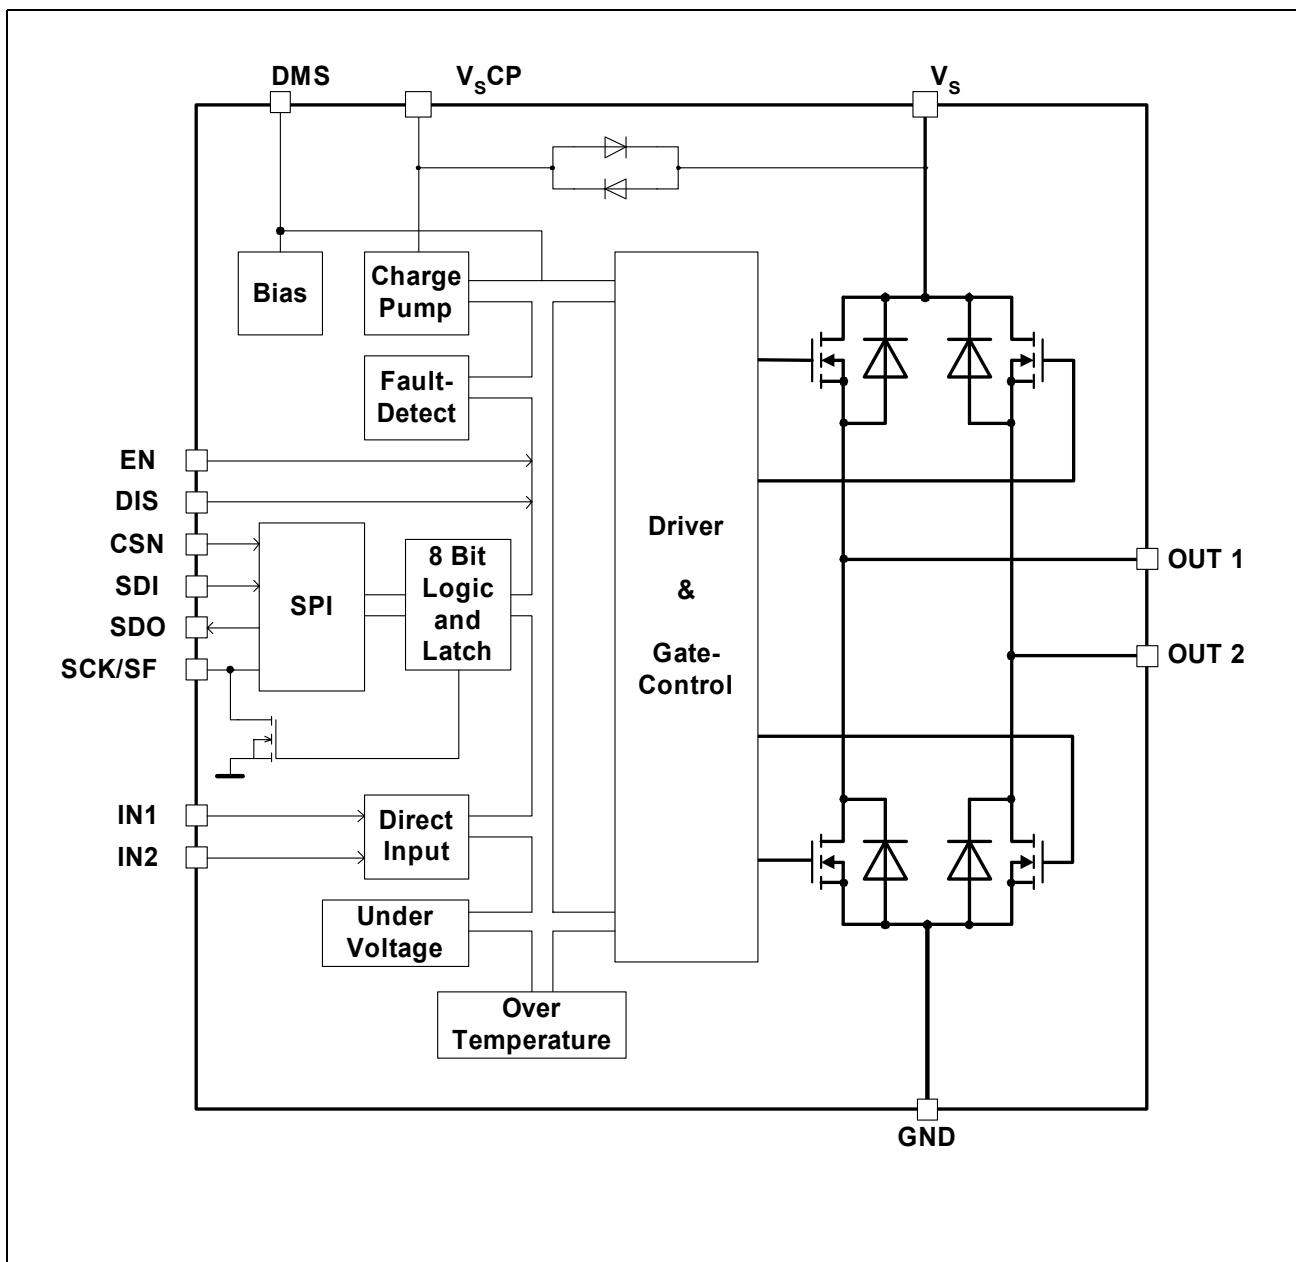 DMS
VSCP
VS
Bias
Charge
Pump
Fault-
Detect
EN
DIS
CSN
SDI
SDO
SCK/SF
SPI
8 Bit
Logic
and
Latch
Driver
&
Gate-
Control
OUT 1
OUT 2
IN1
IN2
Direct
Input
Under
Voltage
Over
Temperature
GND